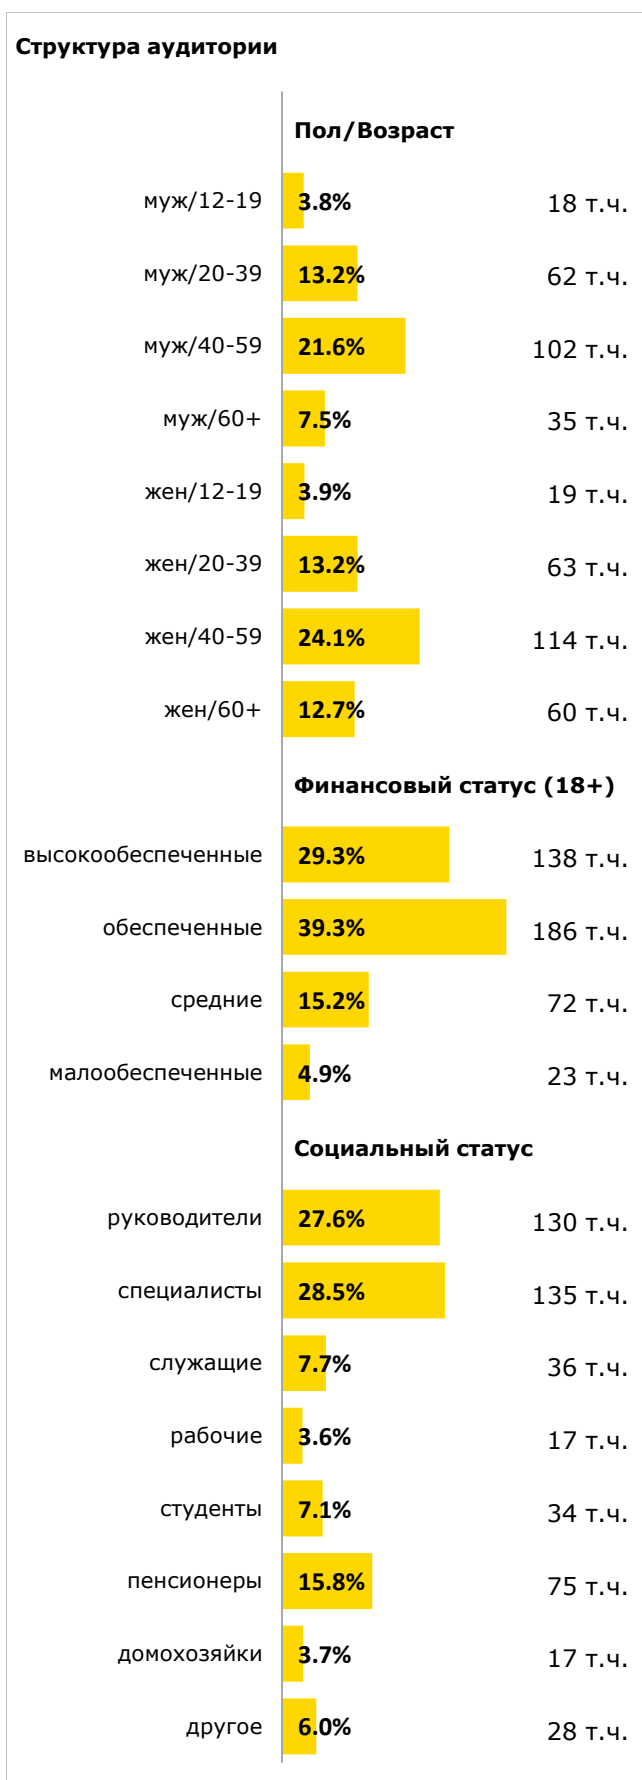 Структура аудитории
Пол/Возраст
муж/12-19 3.8% 18 т.ч.
муж/20-39 13.2% 62 т.ч.
муж/40-59 21.6% 102 т.ч.
муж/60+ 7.5% 35 т.ч.
жен/12-19 3.9% 19 т.ч.
жен/20-39 13.2% 63 т.ч.
жен/40-59 24.1% 114 т.ч.
жен/60+ 12.7% 60 т.ч.
Финансовый статус (18+)
высокообеспеченные 29.3% 138 т.ч.
обеспеченные 39.3% 186 т.ч.
средние 15.2% 72 т.ч.
малообеспеченные 4.9% 23 т.ч.
Социальный статус
руководители 27.6% 130 т.ч.
специалисты 28.5% 135 т.ч.
служащие 7.7% 36 т.ч.
рабочие 3.6% 17 т.ч.
студенты 7.1% 34 т.ч.
пенсионеры 15.8% 75 т.ч.
домохозяйки 3.7% 17 т.ч.
другое 6.0% 28 т.ч.